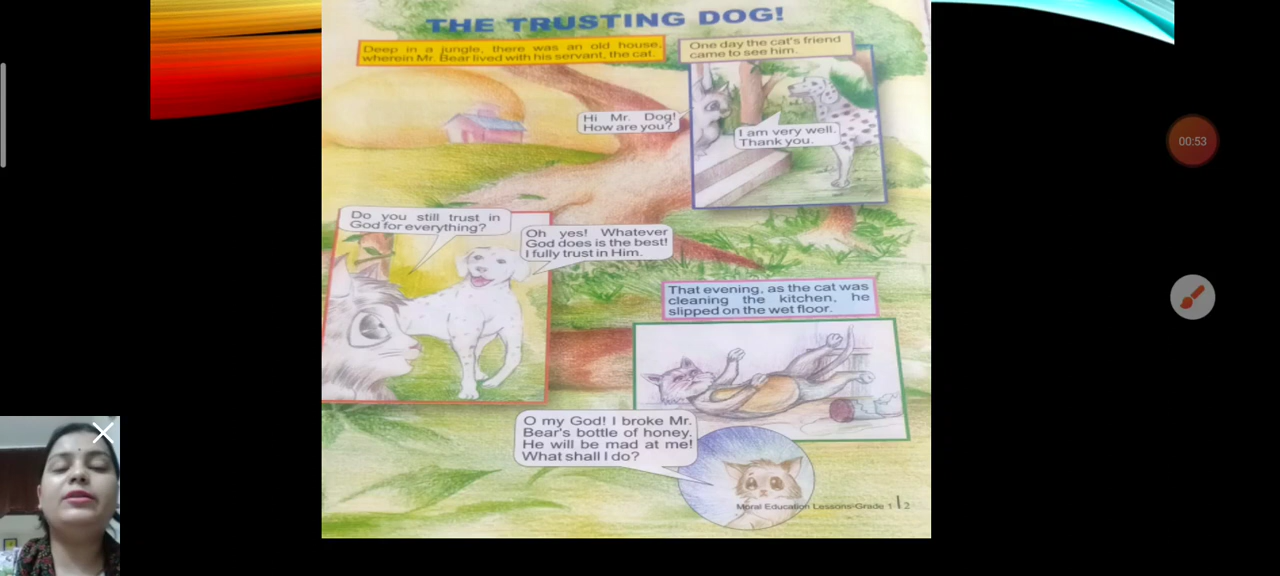 THE TRUSTING DOG!
Deep in a jungle, there was an old house,
wherein Mr. Bear lived with his servant, the cat.
One day the cat's friend
came to see him.
Hi Mr. Dog!
How are you?
I am very well.
Thank you.
Do you still trust in
God for everything?
Oh yes! Whatever
God does is the best!
I fully trust in Him.
That evening, as the cat was
cleaning the kitchen, he
slipped on the wet floor.
O my God! I broke Mr.
Bear's bottle of honey.
He will be mad at me!
What shall I do?
Moral Education Lessons-Grade 1 2
00:53